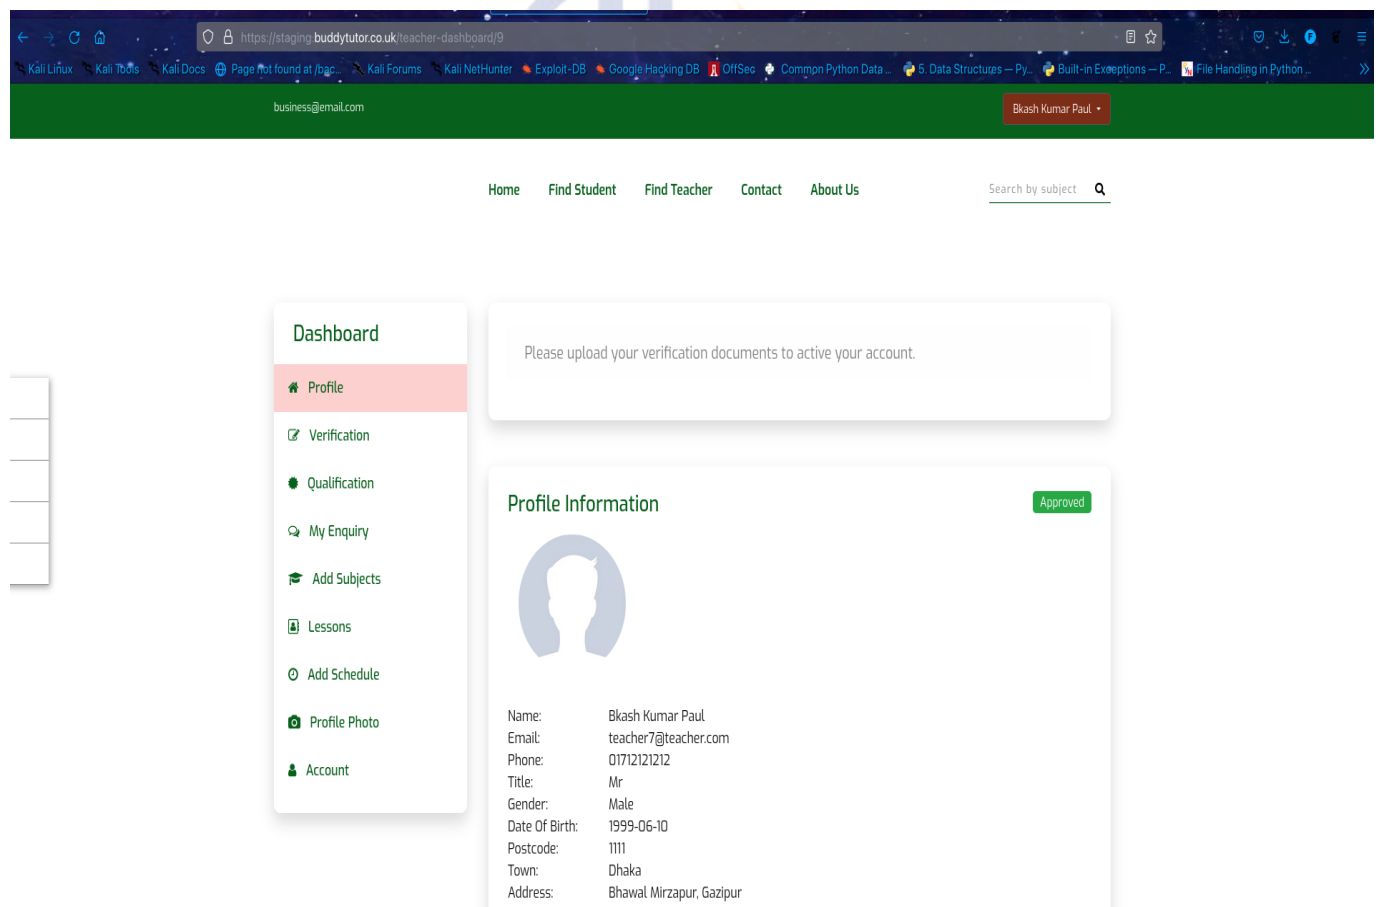 https://staging.buddytutor.co.uk/teacher-dashboard/9
Kali Linux Kali Tools Kali Docs Page not found at /bac… Kali Forums Kali NetHunter Exploit-DB Google Hacking DB OffSec Common Python Data … 5. Data Structures — Py… Built-in Exceptions — P… File Handling in Python …
business@email.com Bkash Kumar Paul
Home Find Student Find Teacher Contact About Us Search by subject
Dashboard
Profile
Verification
Qualification
My Enquiry
Add Subjects
Lessons
Add Schedule
Profile Photo
Account
Please upload your verification documents to active your account.
Profile Information Approved
Name: Bkash Kumar Paul
Email: teacher7@teacher.com
Phone: 01712121212
Title: Mr
Gender: Male
Date Of Birth: 1999-06-10
Postcode: 1111
Town: Dhaka
Address: Bhawal Mirzapur, Gazipur